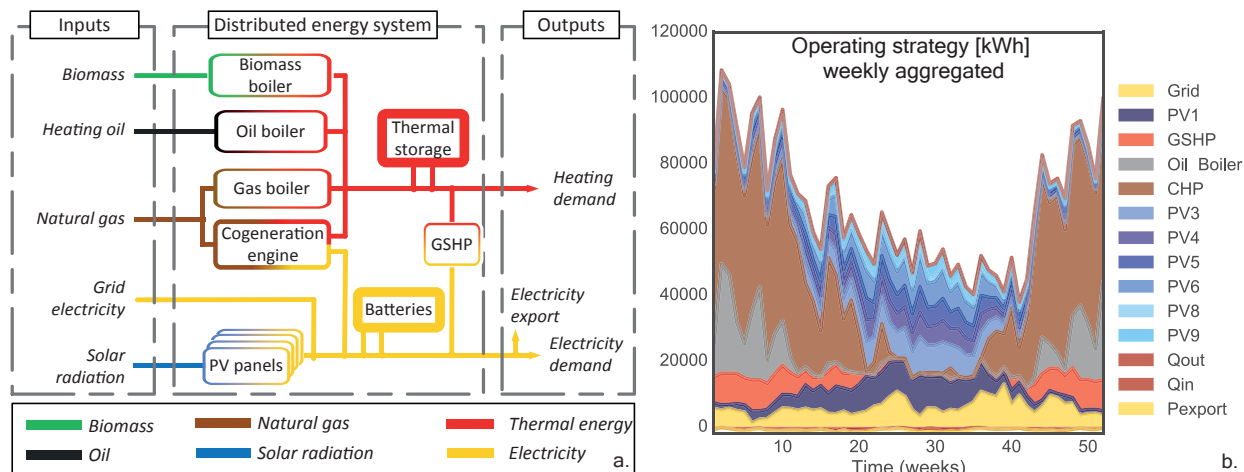 Inputs
Distributed energy system
Outputs
Biomass
Biomass
boiler
Heating oil
Oil boiler
Thermal
storage
Gas boiler
Heating
demand
Natural gas
Cogeneration
engine
GSHP
Grid
electricity
Batteries
Electricity
export
Solar
radiation
PV panels
Electricity
demand
Biomass
Natural gas
Thermal energy
Oil
Solar radiation
Electricity
a.
Operating strategy [kWh]
weekly aggregated
120000
100000
80000
60000
40000
20000
0
10
20
30
40
50
Time (weeks)
Grid
PV1
GSHP
Oil Boiler
CHP
PV3
PV4
PV5
PV6
PV8
PV9
Qout
Qin
Pexport
b.